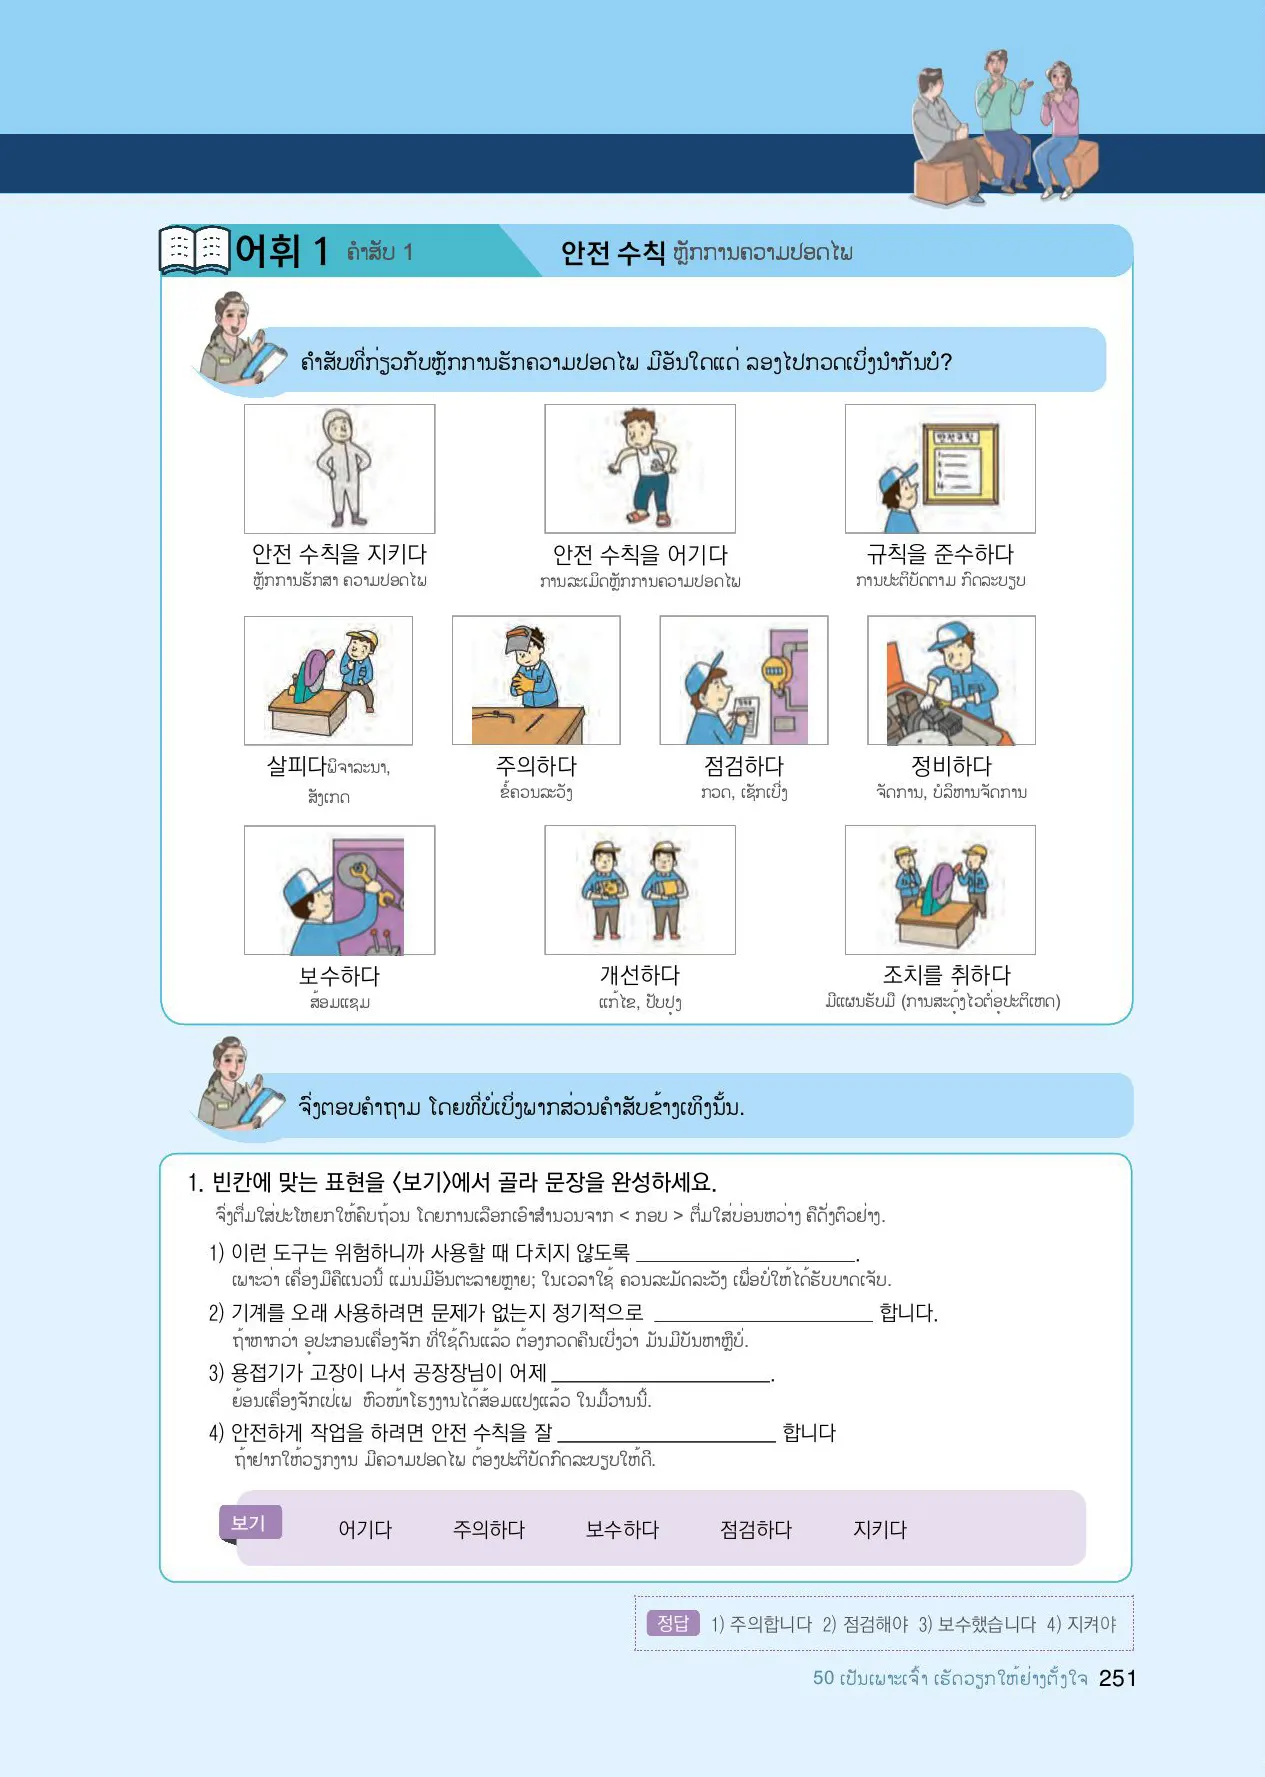 어휘 1 ຄຳສັບ 1 안전 수칙 ຫຼັກການຄວາມປອດໄພ
ຄຳສັບທີ່ກ່ຽວກັບຫຼັກການຮັກຄວາມປອດໄພ ມີອັນໃດແດ່ ລອງໄປກວດເບິ່ງນຳກັນບໍ?
안전규칙
안전 수칙을 지키다 안전 수칙을 어기다 규칙을 준수하다
ຫຼັກການຮັກສາ ຄວາມປອດໄພ ການລະເມີດຫຼັກການຄວາມປອດໄພ ການປະຕິບັດຕາມ ກົດລະບຽບ
살피다ພິຈາລະນາ, 주의하다 점검하다 정비하다
ສັງເກດ ຂໍ້ຄວນລະວັງ ກວດ, ເຊັກເບິ່ງ ຈັດການ, ບໍລິຫານຈັດການ
보수하다 개선하다 조치를 취하다
ສ້ອມແຊມ ແກ້ໄຂ, ປັບປຸງ ມີແຜນຮັບມື (ການສະດຸ້ງໄວຕໍ່ອຸປະຕິເຫດ)
ຈົ່ງຕອບຄຳຖາມ ໂດຍທີ່ບໍ່ເບິ່ງພາກສ່ວນຄຳສັບຂ້າງເທິງນັ້ນ.
1. 빈칸에 맞는 표현을 〈보기〉에서 골라 문장을 완성하세요.
ຈົ່ງຕື່ມໃສ່ປະໂຫຍກໃຫ້ຄົບຖ້ວນ ໂດຍການເລືອກເອົາສຳນວນຈາກ < ກອບ > ຕື່ມໃສ່ບ່ອນຫວ່າງ ຄືດັ່ງຕົວຢ່າງ.
1) 이런 도구는 위험하니까 사용할 때 다치지 않도록 ____________________.
ເພາະວ່າ ເຄື່ອງມືຄືແນວນີ້ ແມ່ນມີອັນຕະລາຍຫຼາຍ; ໃນເວລາໃຊ້ ຄວນລະມັດລະວັງ ເພື່ອບໍ່ໃຫ້ໄດ້ຮັບບາດເຈັບ.
2) 기계를 오래 사용하려면 문제가 없는지 정기적으로 ____________________ 합니다.
ຖ້າຫາກວ່າ ອຸປະກອນເຄື່ອງຈັກ ທີ່ໃຊ້ດົນແລ້ວ ຕ້ອງກວດຄືນເບິ່ງວ່າ ມັນມີບັນຫາຫຼືບໍ່.
3) 용접기가 고장이 나서 공장장님이 어제 ____________________.
ຍ້ອນເຄື່ອງຈັກເປ່ເພ ຫົວໜ້າໂຮງງານໄດ້ສ້ອມແປງແລ້ວ ໃນມື້ວານນີ້.
4) 안전하게 작업을 하려면 안전 수칙을 잘 ____________________ 합니다
ຖ້າຢາກໃຫ້ວຽກງານ ມີຄວາມປອດໄພ ຕ້ອງປະຕິບັດກົດລະບຽບໃຫ້ດີ.
보기 어기다 주의하다 보수하다 점검하다 지키다
정답 1) 주의합니다 2) 점검해야 3) 보수했습니다 4) 지켜야
50 ເປັນເພາະເຈົ້າ ເຮັດວຽກໃຫ້ຢ່າງຕັ້ງໃຈ 251